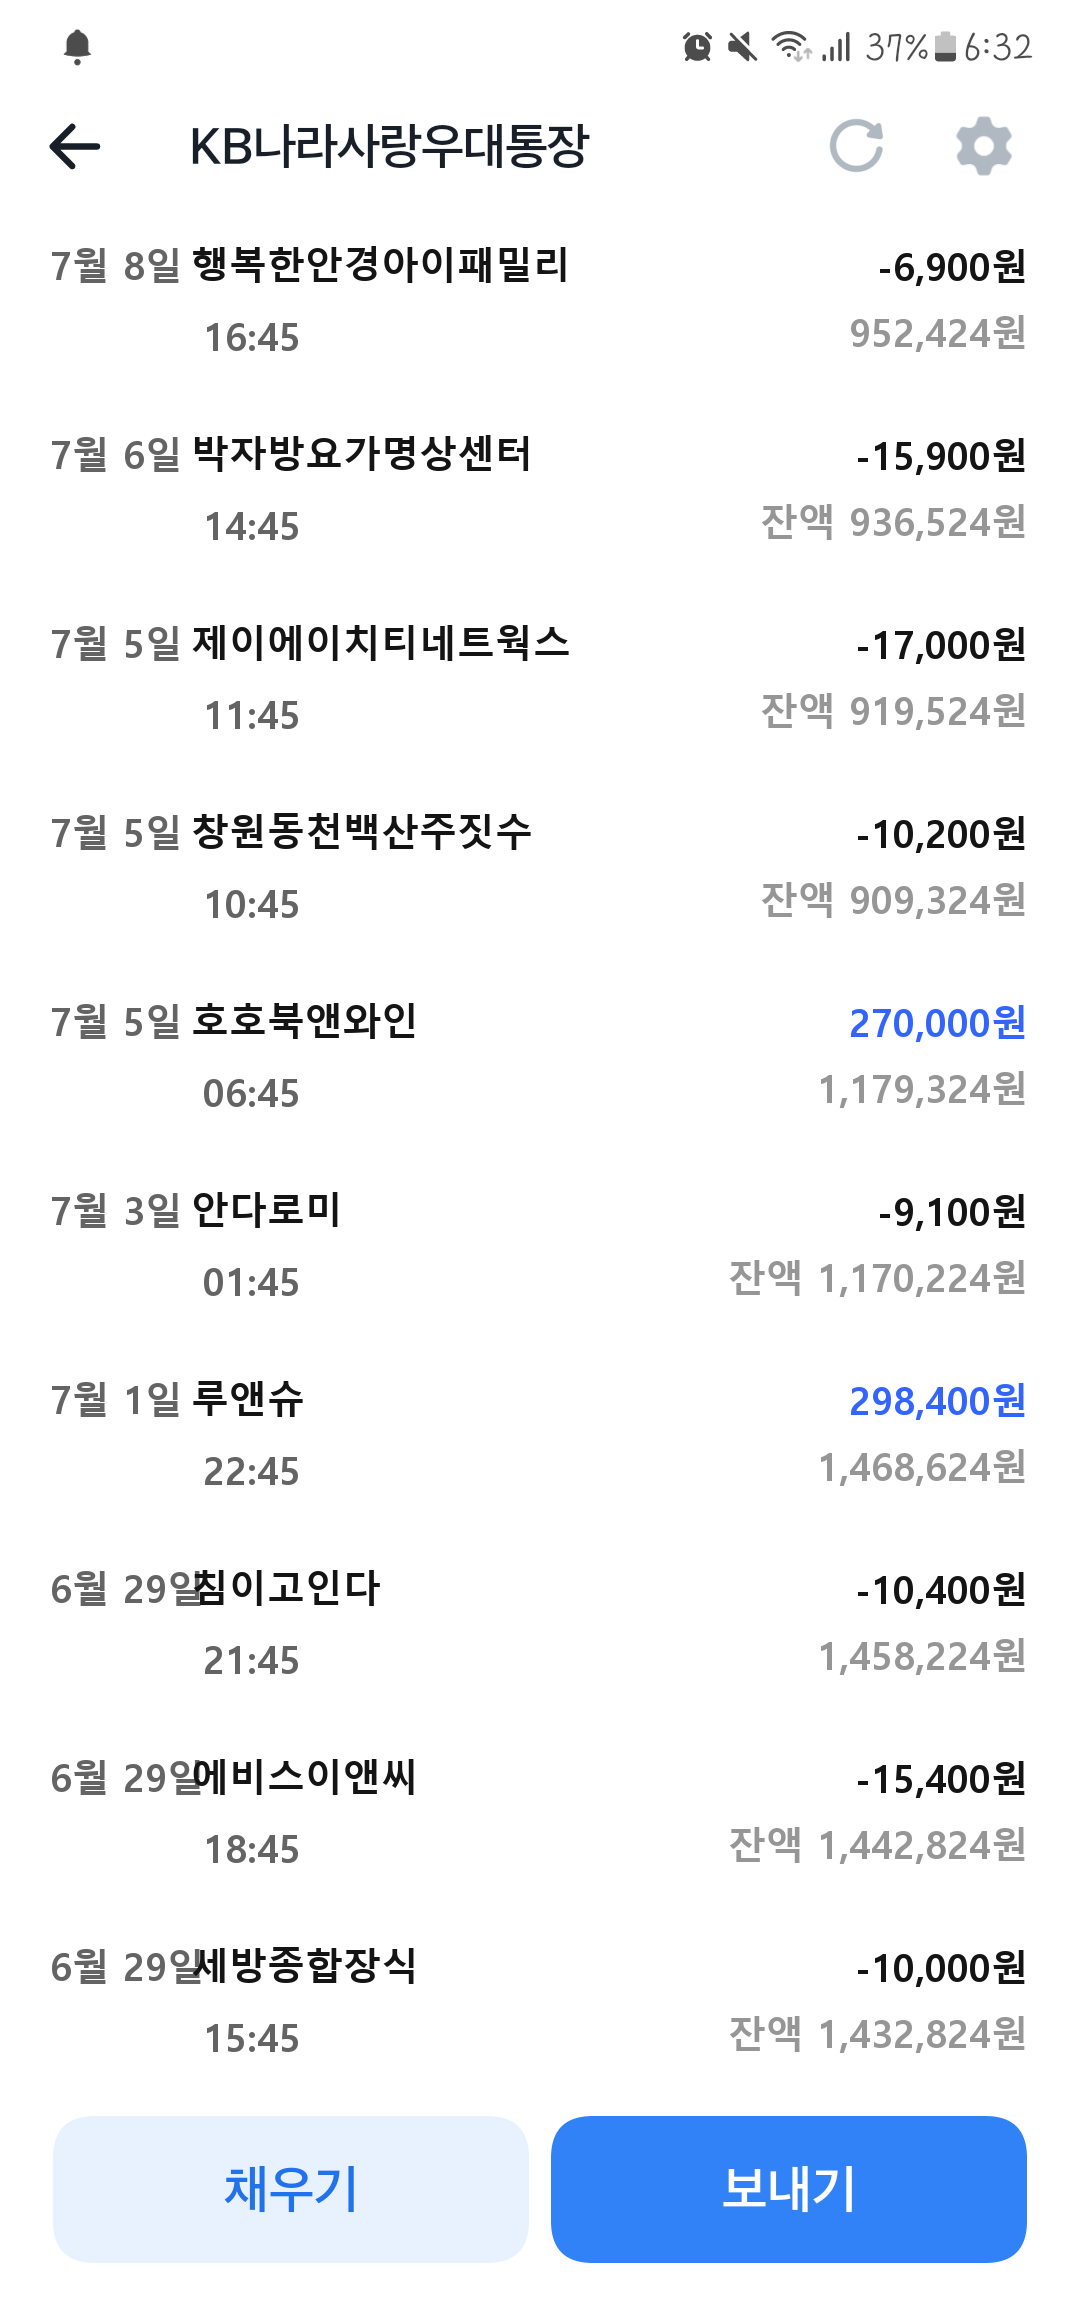 37% 6:32
KB나라사랑우대통장
7월 8일 행복한안경아이패밀리 -6,900원
16:45 952,424원
7월 6일 박자방요가명상센터 -15,900원
14:45 잔액 936,524원
7월 5일 제이에이치티네트웍스 -17,000원
11:45 잔액 919,524원
7월 5일 창원동천백산주짓수 -10,200원
10:45 잔액 909,324원
7월 5일 호호북앤와인 270,000원
06:45 1,179,324원
7월 3일 안다로미 -9,100원
01:45 잔액 1,170,224원
7월 1일 루앤슈 298,400원
22:45 1,468,624원
6월 29일 침이고인다 -10,400원
21:45 1,458,224원
6월 29일 에비스이앤씨 -15,400원
18:45 잔액 1,442,824원
6월 29일 세방종합장식 -10,000원
15:45 잔액 1,432,824원
채우기 보내기